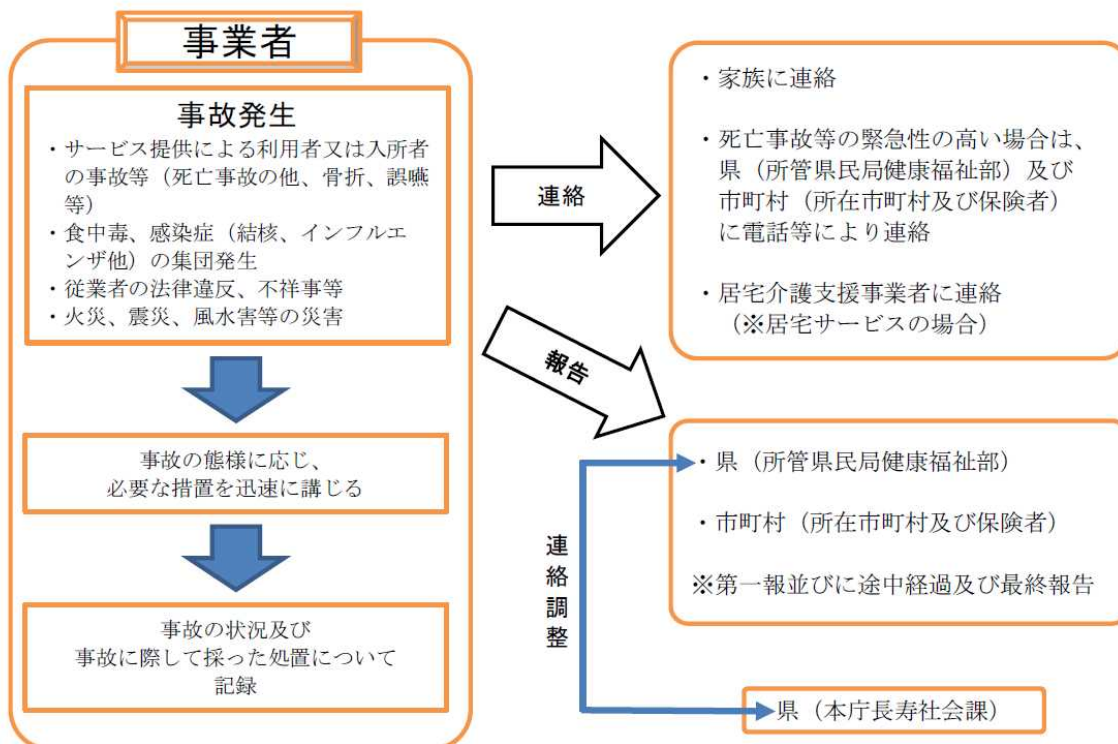 事業者
事故発生
・サービス提供による利用者又は入所者
の事故等（死亡事故の他、骨折、誤嚥
等）
・食中毒、感染症（結核、インフルエ
ンザ他）の集団発生
・従業者の法律違反、不祥事等
・火災、震災、風水害等の災害
事故の態様に応じ、
必要な措置を迅速に講じる
事故の状況及び
事故に際して採った処置について
記録
連絡
・家族に連絡
・死亡事故等の緊急性の高い場合は、
県（所管県民局健康福祉部）及び
市町村（所在市町村及び保険者）
に電話等により連絡
・居宅介護支援事業者に連絡
（※居宅サービスの場合）
報告
・県（所管県民局健康福祉部）
・市町村（所在市町村及び保険者）
※第一報並びに途中経過及び最終報告
連絡調整
・県（本庁長寿社会課）